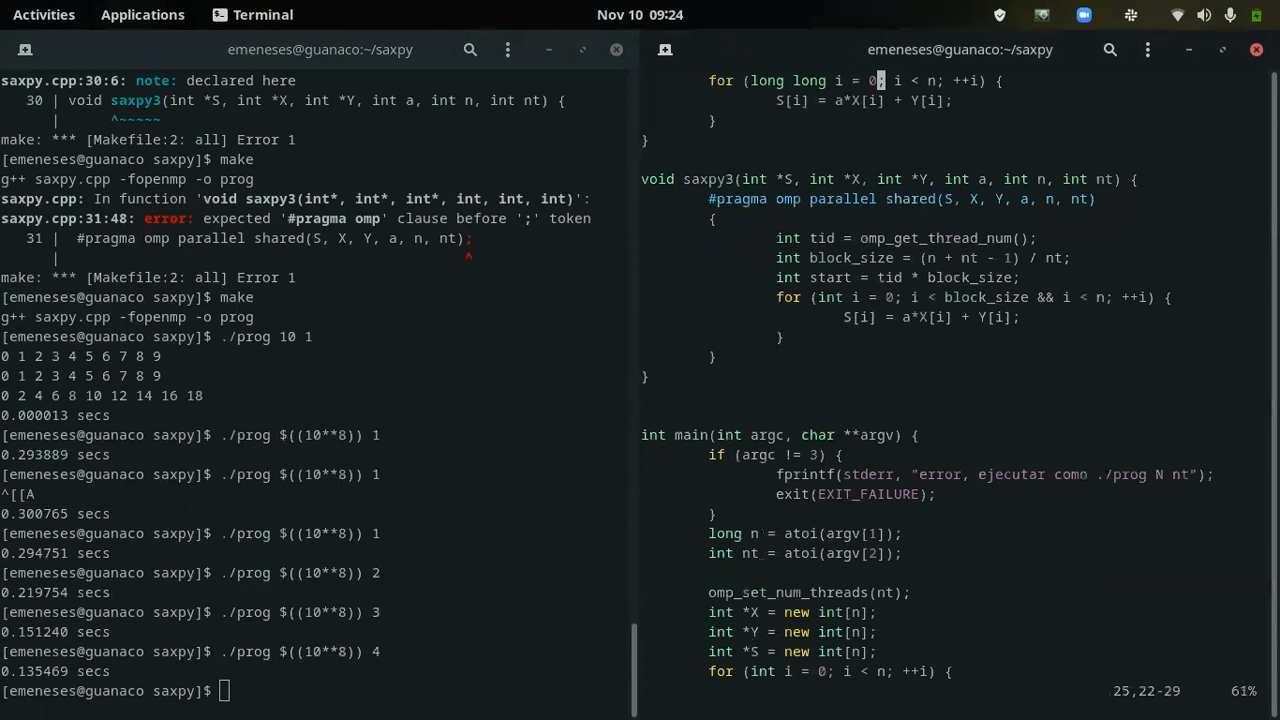 Activities Applications Terminal Nov 10 09:24
emeneses@guanaco:~/saxpy
saxpy.cpp:30:6: note: declared here
30 | void saxpy3(int *S, int *X, int *Y, int a, int n, int nt) {
| ^~~~~~
make: *** [Makefile:2: all] Error 1
[emeneses@guanaco saxpy]$ make
g++ saxpy.cpp -fopenmp -o prog
saxpy.cpp: In function 'void saxpy3(int*, int*, int*, int, int, int)':
saxpy.cpp:31:48: error: expected '#pragma omp' clause before ';' token
31 | #pragma omp parallel shared(S, X, Y, a, n, nt);
| ^
make: *** [Makefile:2: all] Error 1
[emeneses@guanaco saxpy]$ make
g++ saxpy.cpp -fopenmp -o prog
[emeneses@guanaco saxpy]$ ./prog 10 1
0 1 2 3 4 5 6 7 8 9
0 1 2 3 4 5 6 7 8 9
0 2 4 6 8 10 12 14 16 18
0.000013 secs
[emeneses@guanaco saxpy]$ ./prog $((10**8)) 1
0.293889 secs
[emeneses@guanaco saxpy]$ ./prog $((10**8)) 1
^[[A
0.300765 secs
[emeneses@guanaco saxpy]$ ./prog $((10**8)) 1
0.294751 secs
[emeneses@guanaco saxpy]$ ./prog $((10**8)) 2
0.219754 secs
[emeneses@guanaco saxpy]$ ./prog $((10**8)) 3
0.151240 secs
[emeneses@guanaco saxpy]$ ./prog $((10**8)) 4
0.135469 secs
[emeneses@guanaco saxpy]$
emeneses@guanaco:~/saxpy
for (long long i = 0; i < n; ++i) {
S[i] = a*X[i] + Y[i];
}
}
void saxpy3(int *S, int *X, int *Y, int a, int n, int nt) {
#pragma omp parallel shared(S, X, Y, a, n, nt)
{
int tid = omp_get_thread_num();
int block_size = (n + nt - 1) / nt;
int start = tid * block_size;
for (int i = 0; i < block_size && i < n; ++i) {
S[i] = a*X[i] + Y[i];
}
}
}
int main(int argc, char **argv) {
if (argc != 3) {
fprintf(stderr, "error, ejecutar como ./prog N nt");
exit(EXIT_FAILURE);
}
long n = atoi(argv[1]);
int nt = atoi(argv[2]);
omp_set_num_threads(nt);
int *X = new int[n];
int *Y = new int[n];
int *S = new int[n];
for (int i = 0; i < n; ++i) {
25,22-29 61%